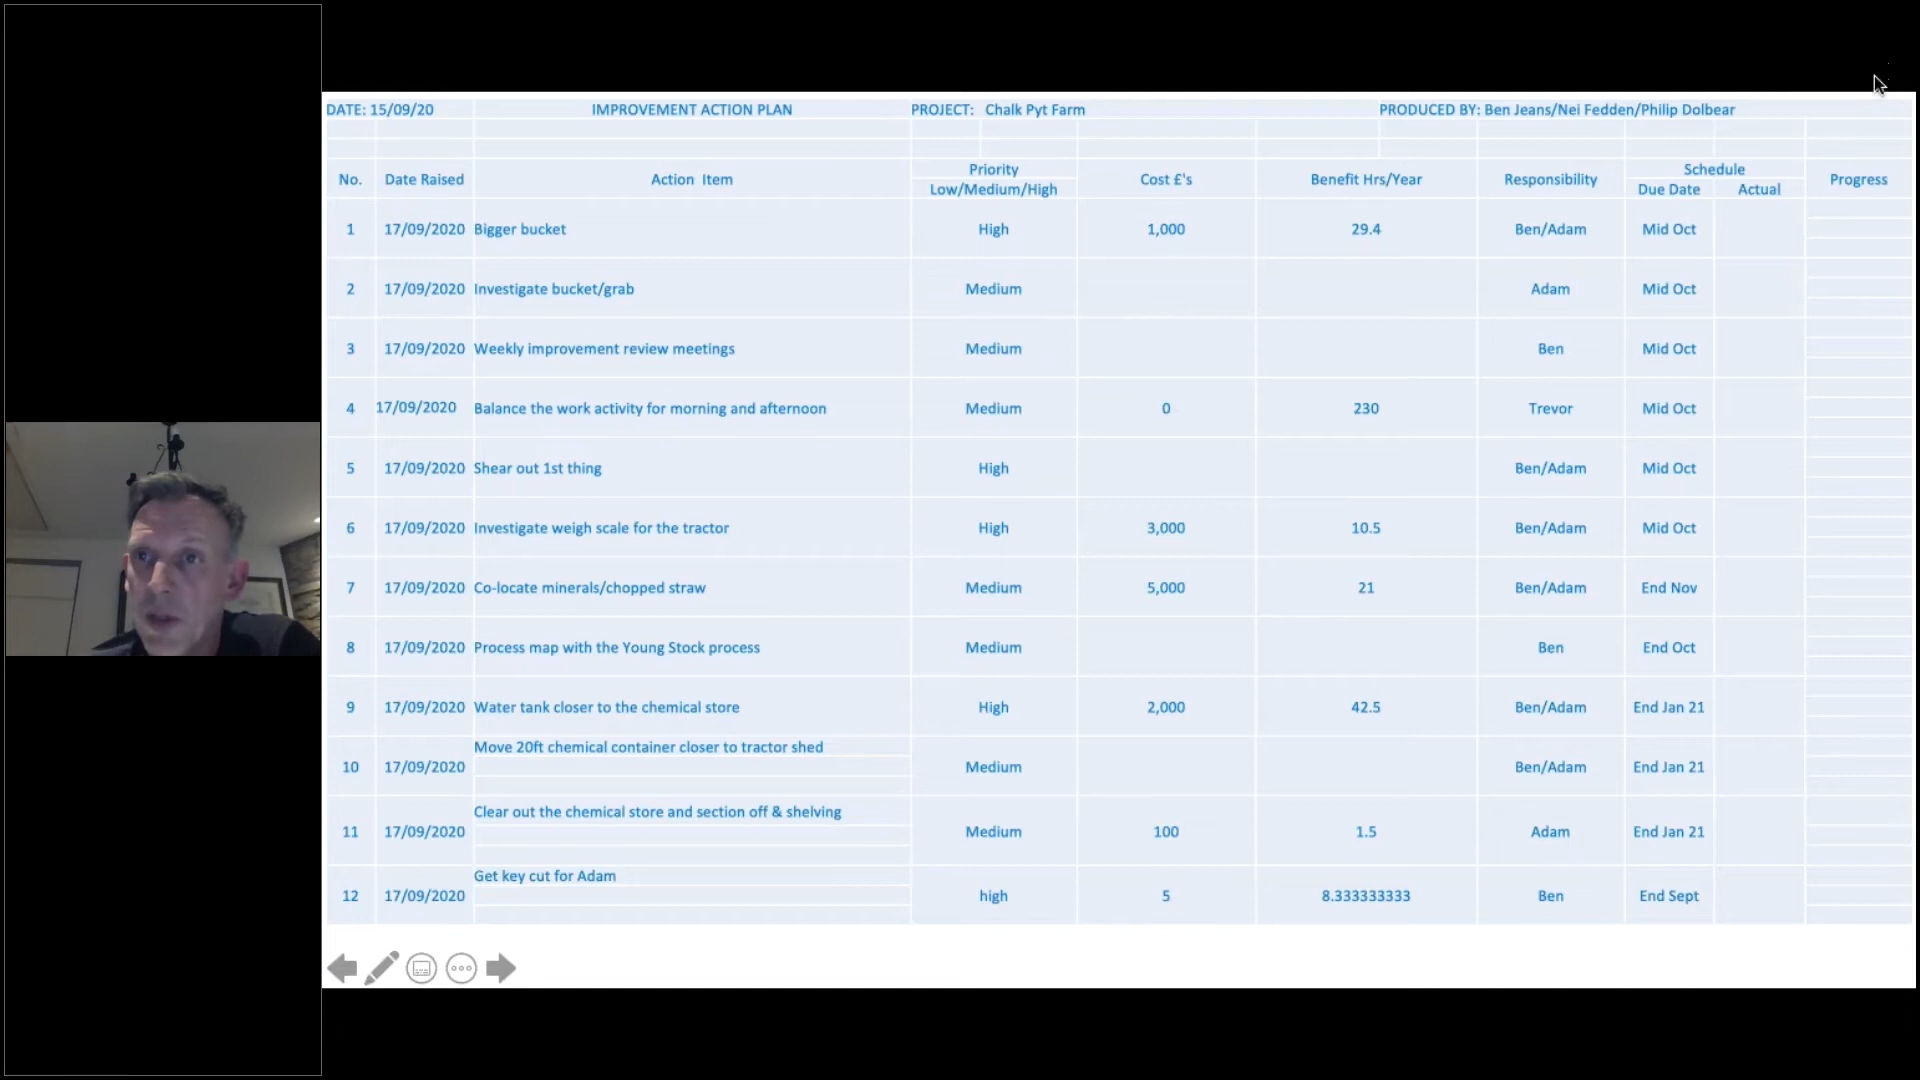 DATE: 15/09/20 IMPROVEMENT ACTION PLAN PROJECT: Chalk Pyt Farm PRODUCED BY: Ben Jeans/Nei Fedden/Philip Dolbear
No. Date Raised Action Item Priority Cost £'s Benefit Hrs/Year Responsibility Schedule Progress
Low/Medium/High Due Date Actual
1 17/09/2020 Bigger bucket High 1,000 29.4 Ben/Adam Mid Oct
2 17/09/2020 Investigate bucket/grab Medium Adam Mid Oct
3 17/09/2020 Weekly improvement review meetings Medium Ben Mid Oct
4 17/09/2020 Balance the work activity for morning and afternoon Medium 0 230 Trevor Mid Oct
5 17/09/2020 Shear out 1st thing High Ben/Adam Mid Oct
6 17/09/2020 Investigate weigh scale for the tractor High 3,000 10.5 Ben/Adam Mid Oct
7 17/09/2020 Co-locate minerals/chopped straw Medium 5,000 21 Ben/Adam End Nov
8 17/09/2020 Process map with the Young Stock process Medium Ben End Oct
9 17/09/2020 Water tank closer to the chemical store High 2,000 42.5 Ben/Adam End Jan 21
10 17/09/2020 Move 20ft chemical container closer to tractor shed Medium Ben/Adam End Jan 21
11 17/09/2020 Clear out the chemical store and section off & shelving Medium 100 1.5 Adam End Jan 21
12 17/09/2020 Get key cut for Adam high 5 8.333333333 Ben End Sept